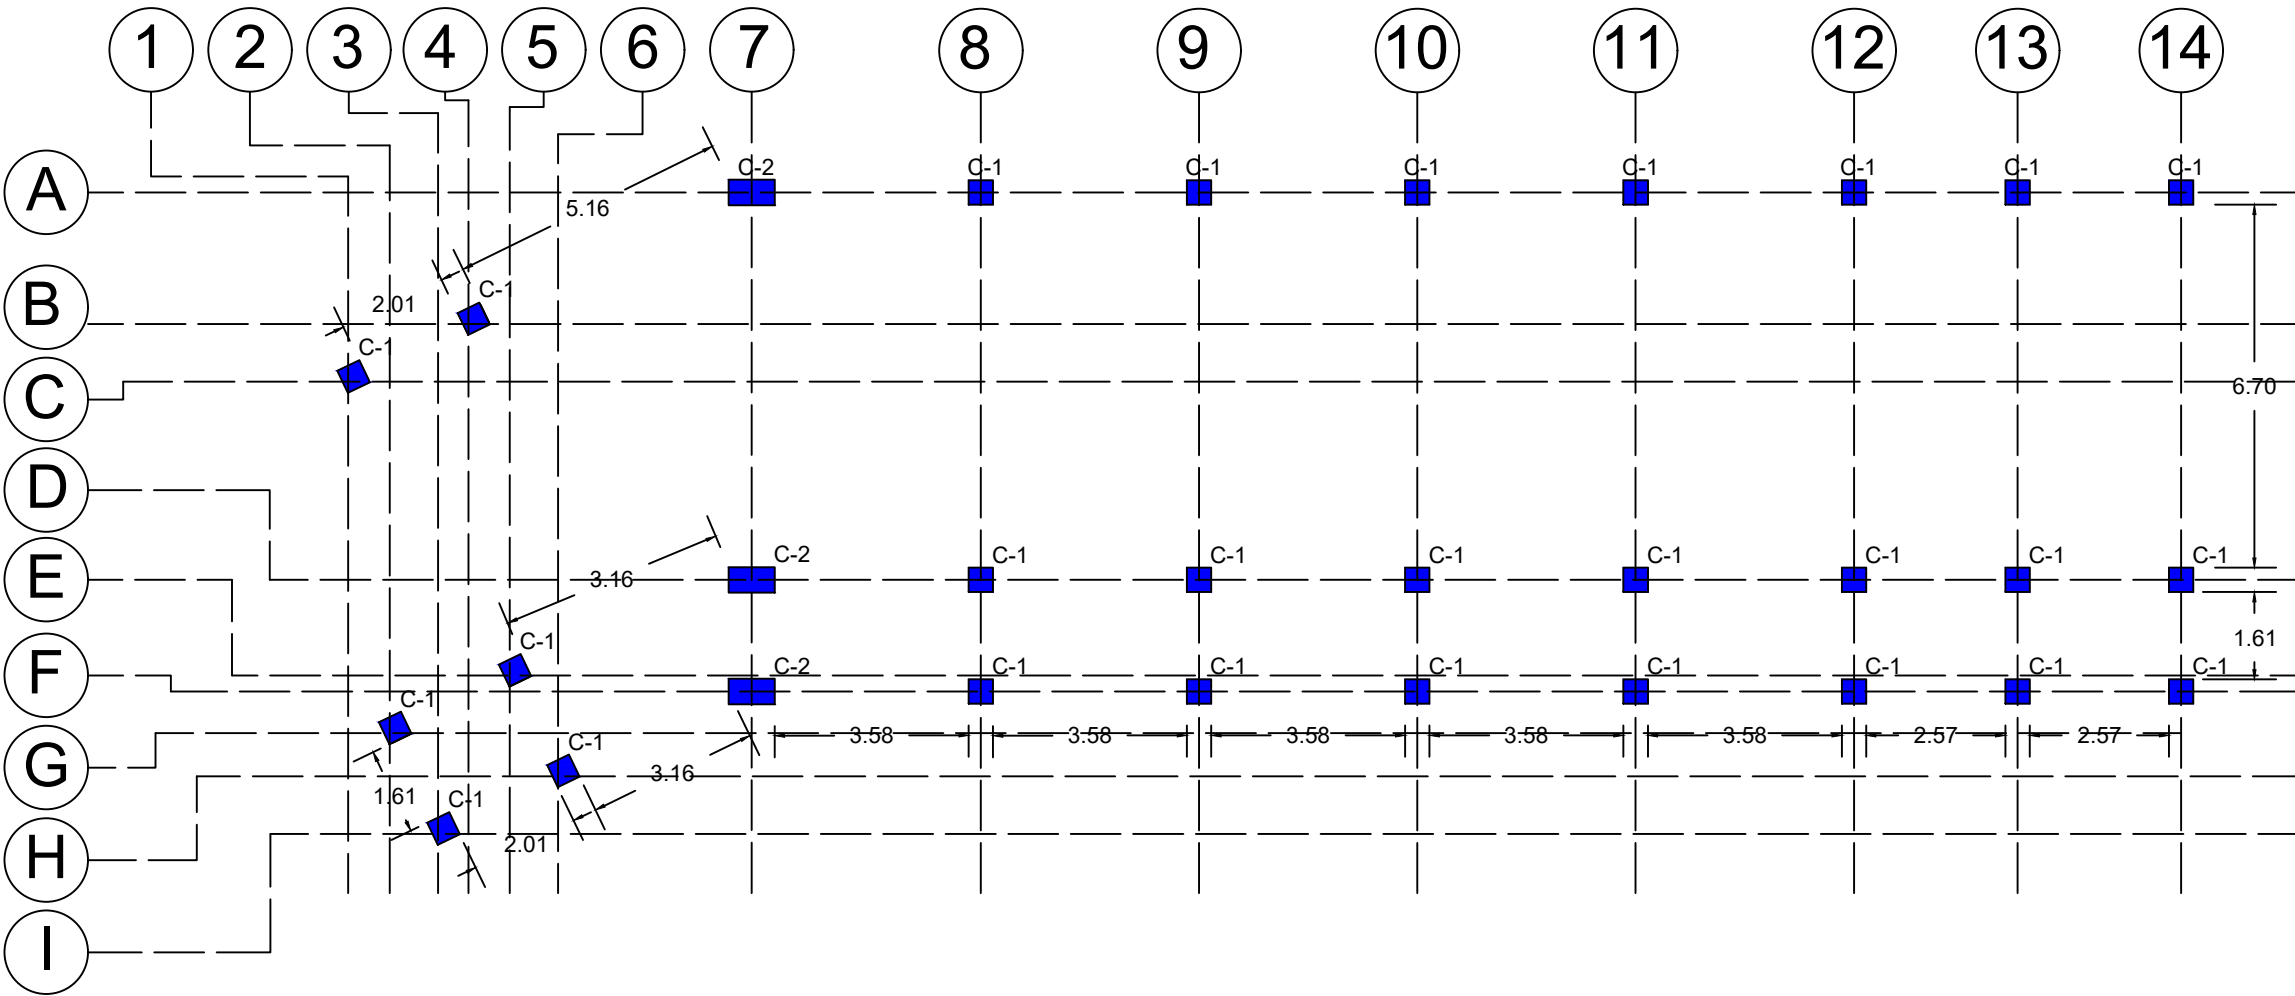 1 2 3 4 5 6 7 8 9 10 11 12 13 14
A
C-2 C-1 C-1 C-1 C-1 C-1 C-1 C-1
5.16
B
C-1
2.01
C-1
C
6.70
D
E
C-2 C-1 C-1 C-1 C-1 C-1 C-1 C-1
3.16
1.61
C-1
F
C-2 C-1 C-1 C-1 C-1 C-1 C-1 C-1
C-1
G
C-1
3.58 3.58 3.58 3.58 3.58 2.57 2.57
3.16
1.61
C-1
2.01
H
I